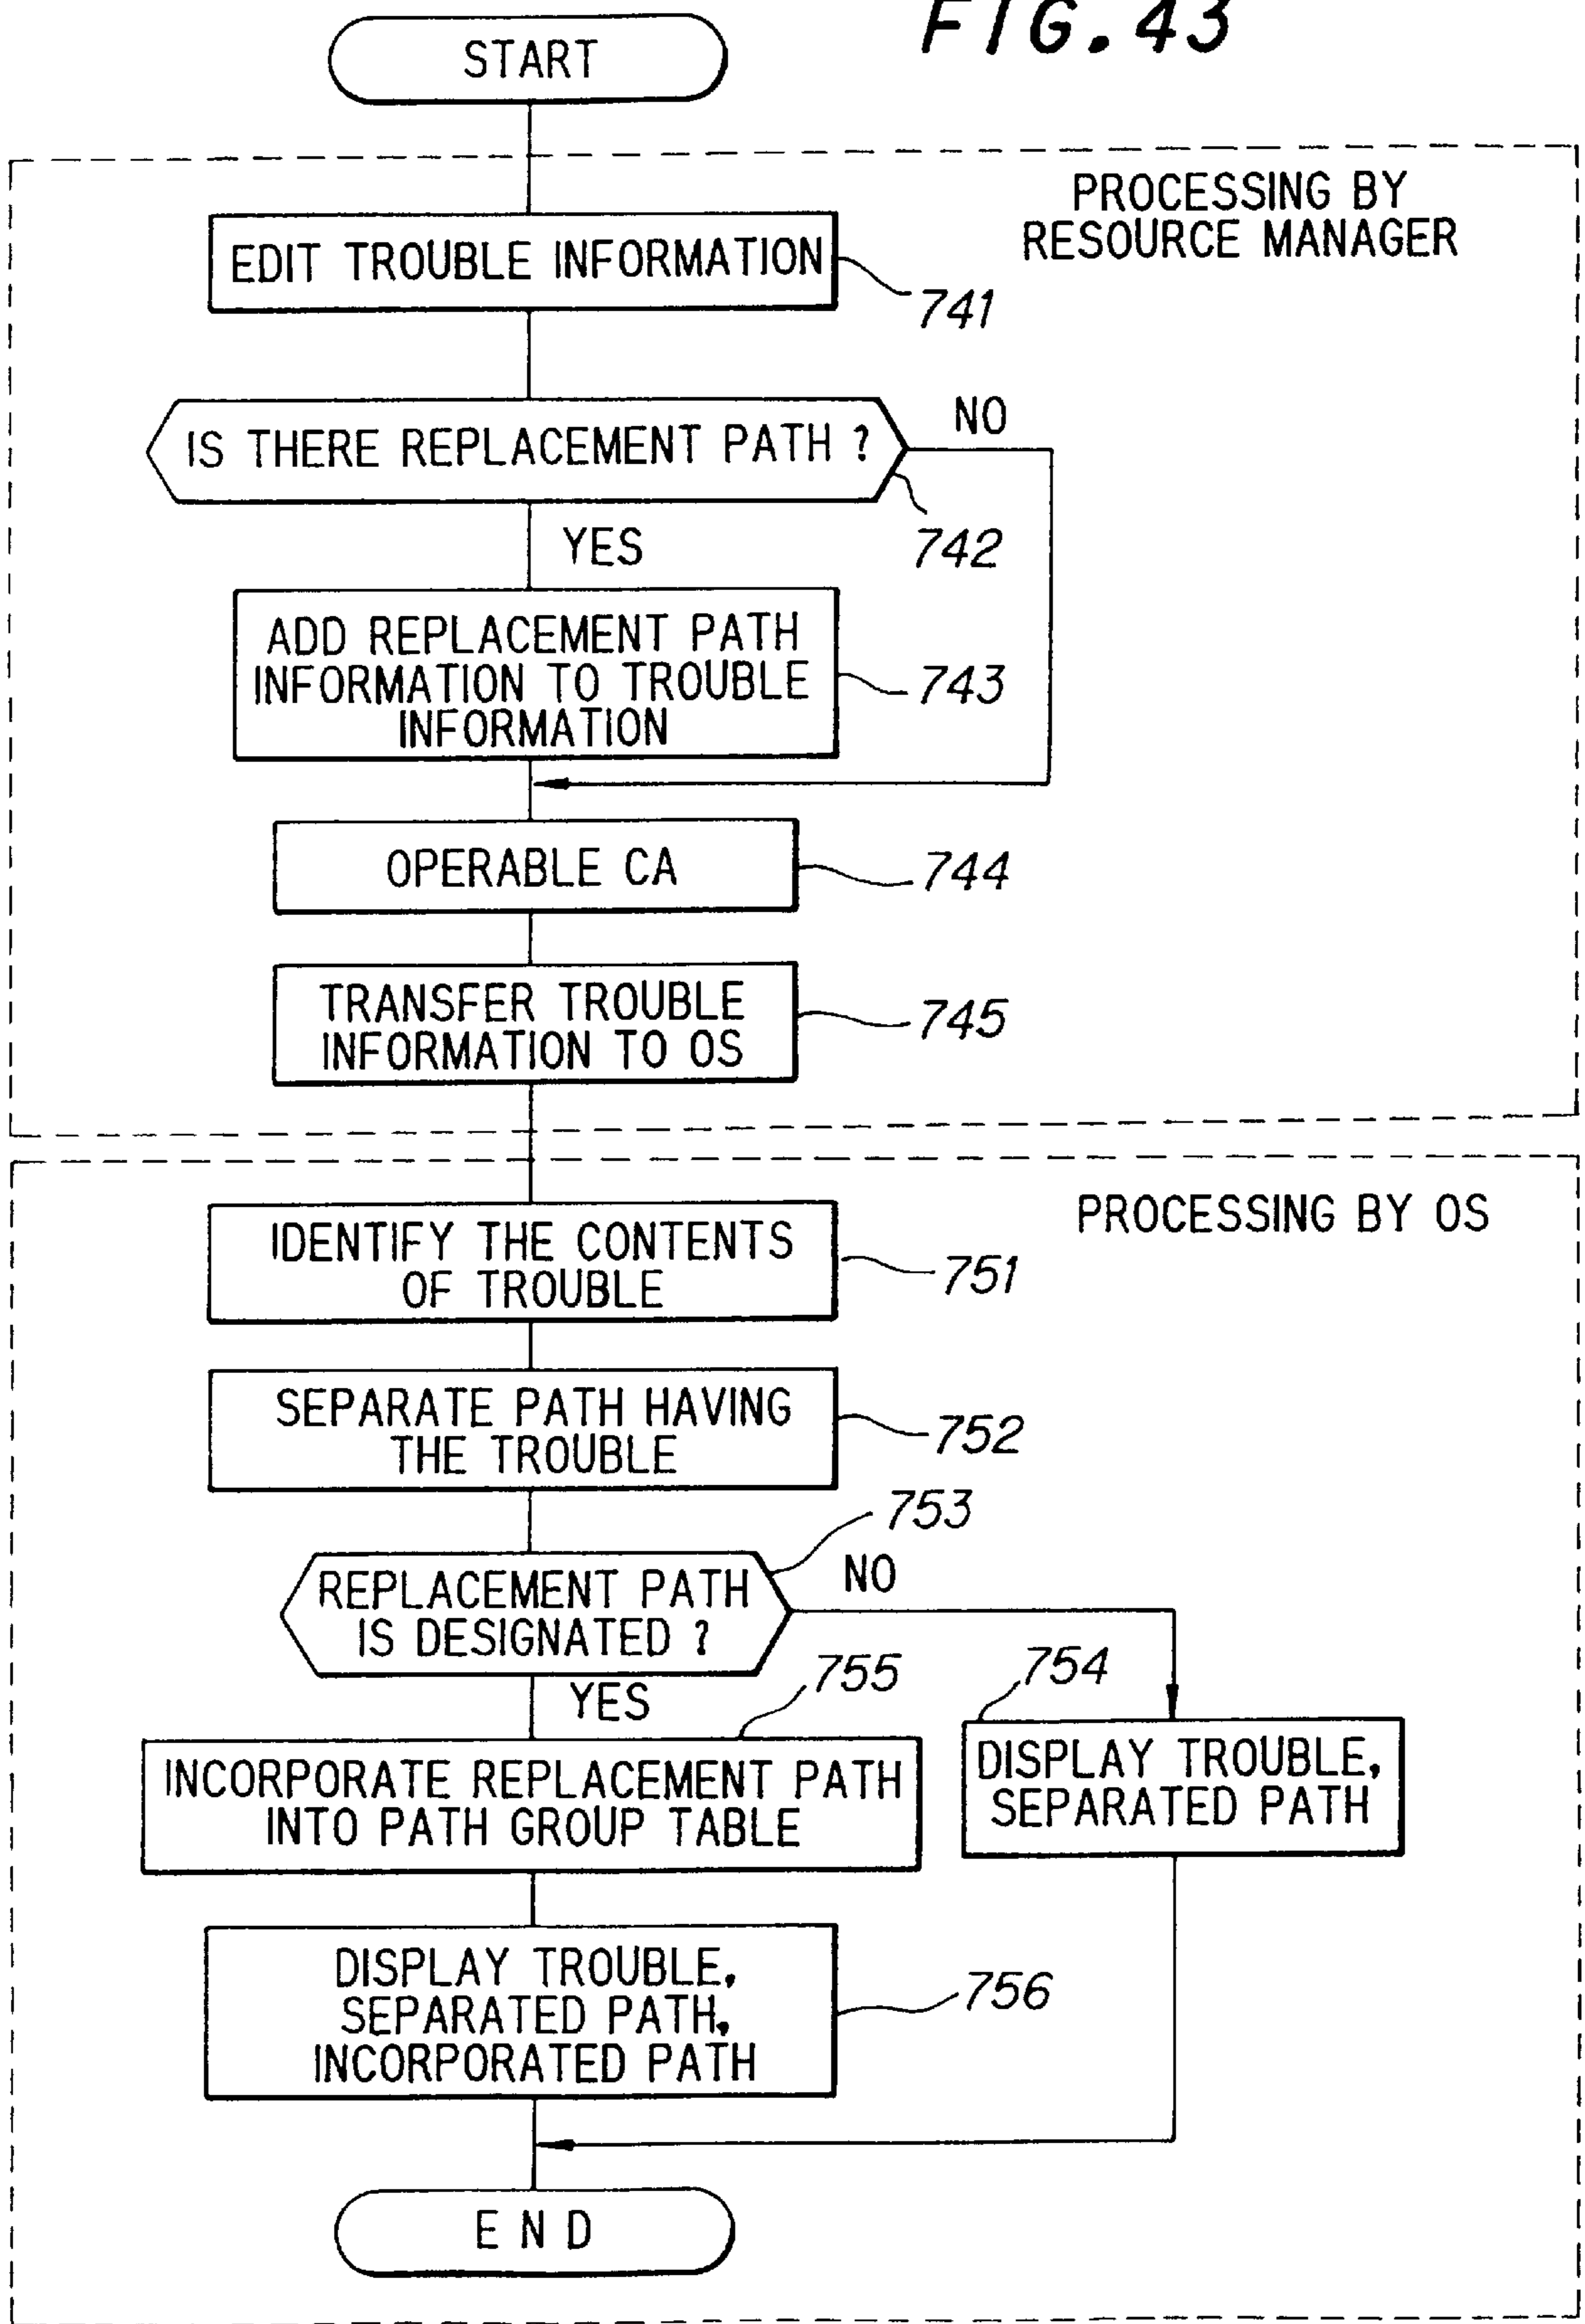 FIG. 43
START
PROCESSING BY
RESOURCE MANAGER
EDIT TROUBLE INFORMATION
741
IS THERE REPLACEMENT PATH ?
NO
742
YES
ADD REPLACEMENT PATH
INFORMATION TO TROUBLE
INFORMATION
743
OPERABLE CA
744
TRANSFER TROUBLE
INFORMATION TO OS
745
PROCESSING BY OS
IDENTIFY THE CONTENTS
OF TROUBLE
751
SEPARATE PATH HAVING
THE TROUBLE
752
753
REPLACEMENT PATH
IS DESIGNATED ?
NO
YES
755
754
INCORPORATE REPLACEMENT PATH
INTO PATH GROUP TABLE
DISPLAY TROUBLE,
SEPARATED PATH
DISPLAY TROUBLE,
SEPARATED PATH,
INCORPORATED PATH
756
END